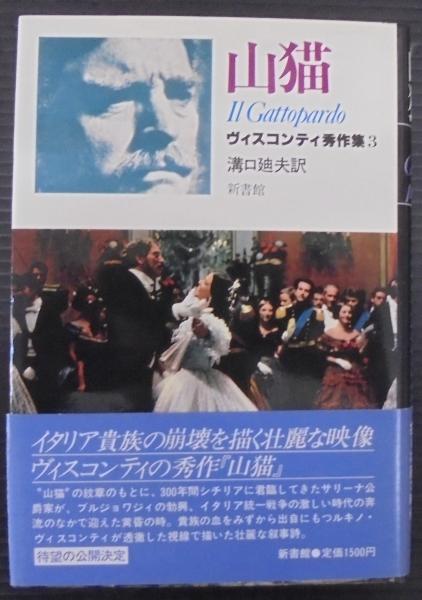 山猫
Il Gattopardo
ヴィスコンティ秀作集3
溝口廸夫訳
新書館
イタリア貴族の崩壊を描く壮麗な映像
ヴィスコンティの秀作『山猫』
“山猫”の紋章のもとに、300年間シチリアに君臨してきたサリーナ公
爵家が、ブルジョワジィの勃興、イタリア統一戦争の激しい時代の奔
流のなかで迎えた黄昏の時。貴族の血をみずから出自にもつルキノ・
ヴィスコンティが透徹した視線で描いた壮麗な叙事詩。
待望の公開決定
新書館●定価1500円